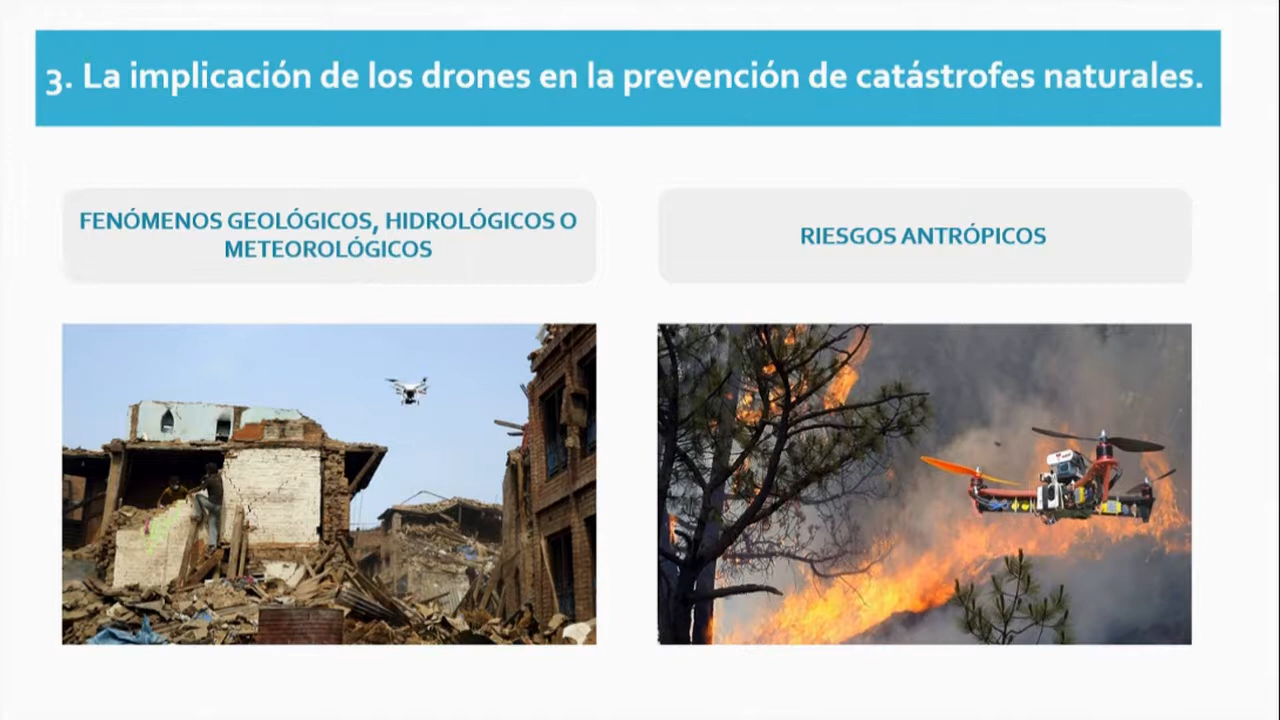 3. La implicación de los drones en la prevención de catástrofes naturales.
FENÓMENOS GEOLÓGICOS, HIDROLÓGICOS O
METEOROLÓGICOS
RIESGOS ANTRÓPICOS